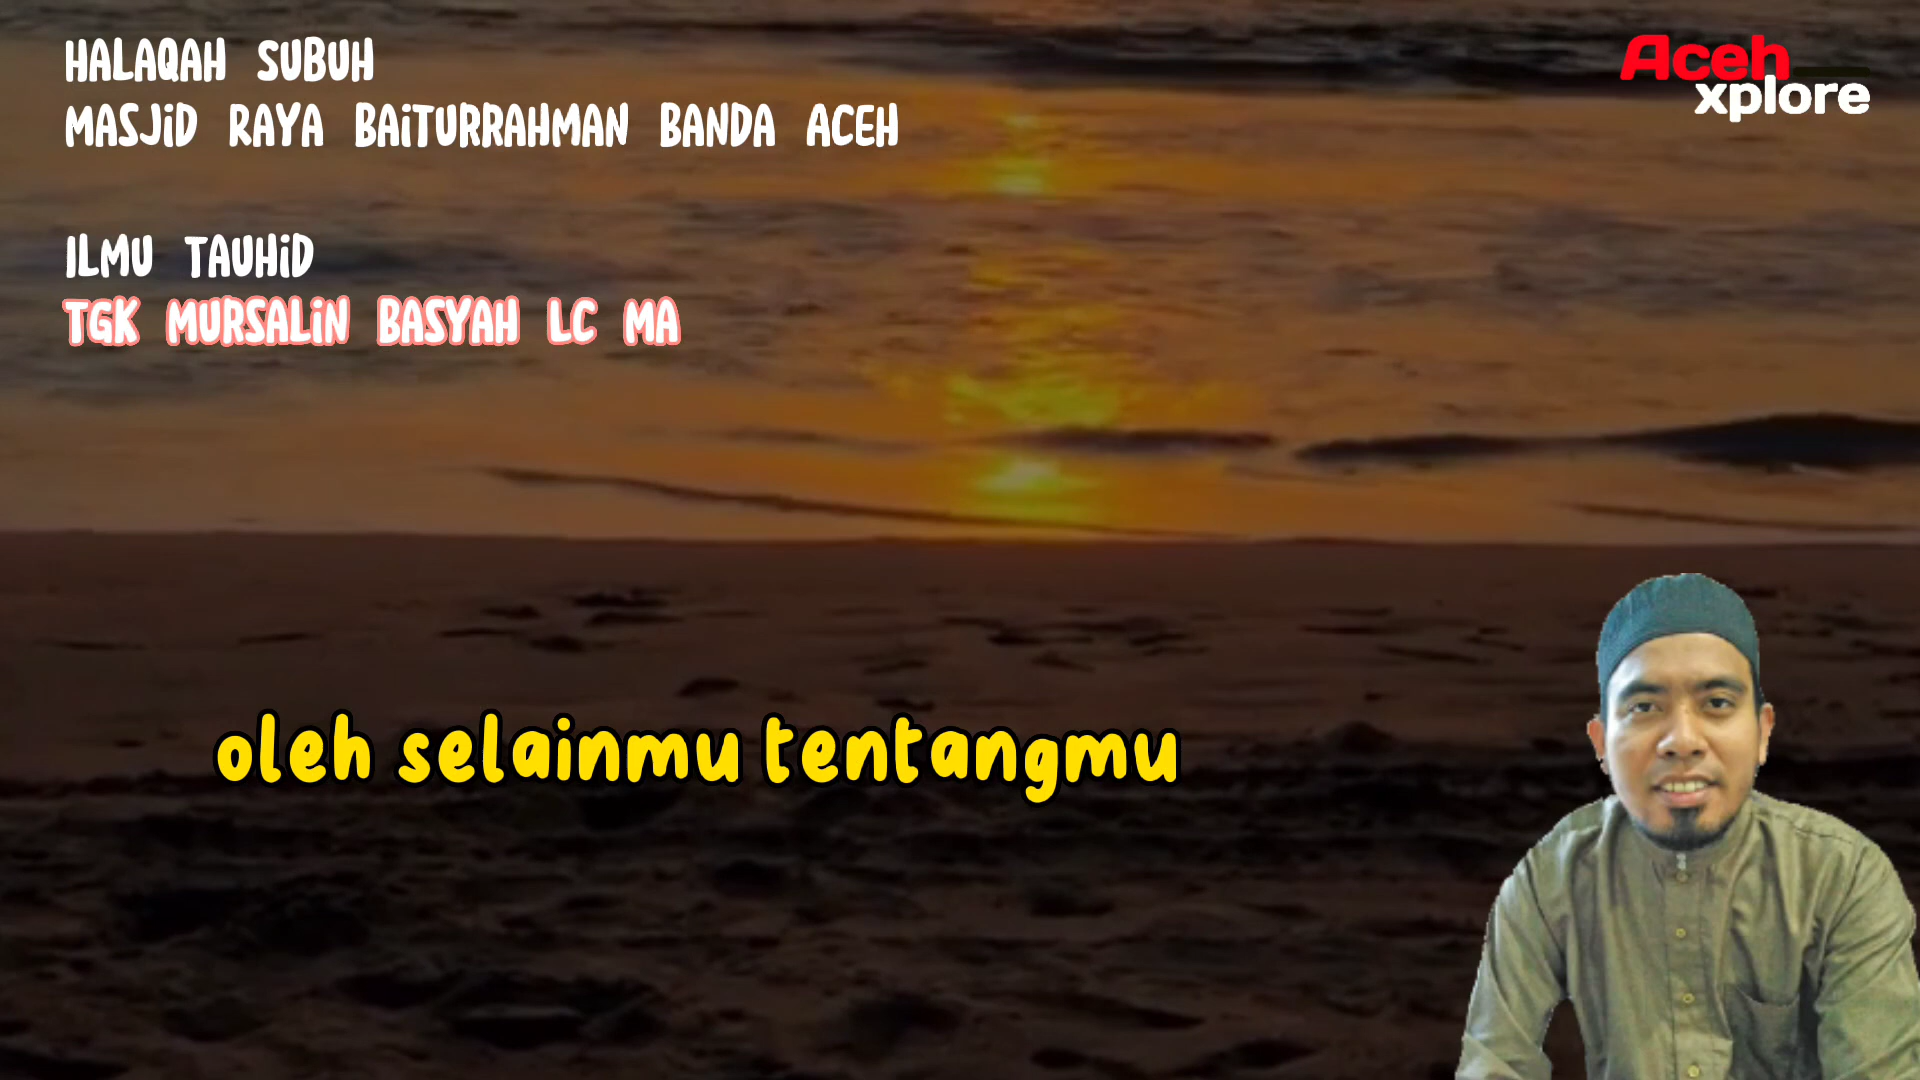 HALAQAH SUBUH
MASJiD RAYA BAiTURRAHMAN BANDA ACEH
ILMU TAUHiD
TGK MURSALiN BASYAH LC MA
Aceh
xplore
oleh selainmu tentangmu